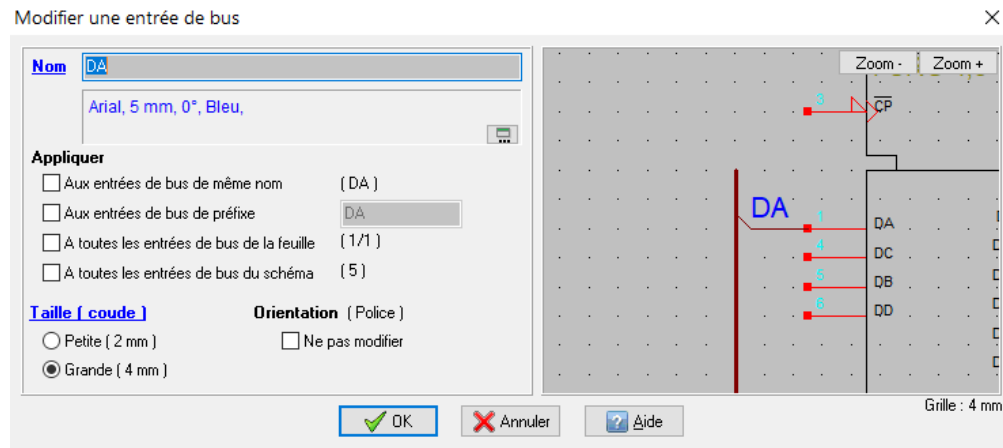 Modifier une entrée de bus
Nom DA
Arial, 5 mm, 0°, Bleu,
Appliquer
Aux entrées de bus de même nom ( DA )
Aux entrées de bus de préfixe DA
A toutes les entrées de bus de la feuille ( 1/1 )
A toutes les entrées de bus du schéma ( 5 )
Taille ( coude ) Orientation ( Police )
Petite ( 2 mm ) Ne pas modifier
Grande ( 4 mm )
Zoom - Zoom +
3 CP
DA 1 DA
4 DC
5 QB
6 QD
Grille : 4 mm
OK Annuler Aide